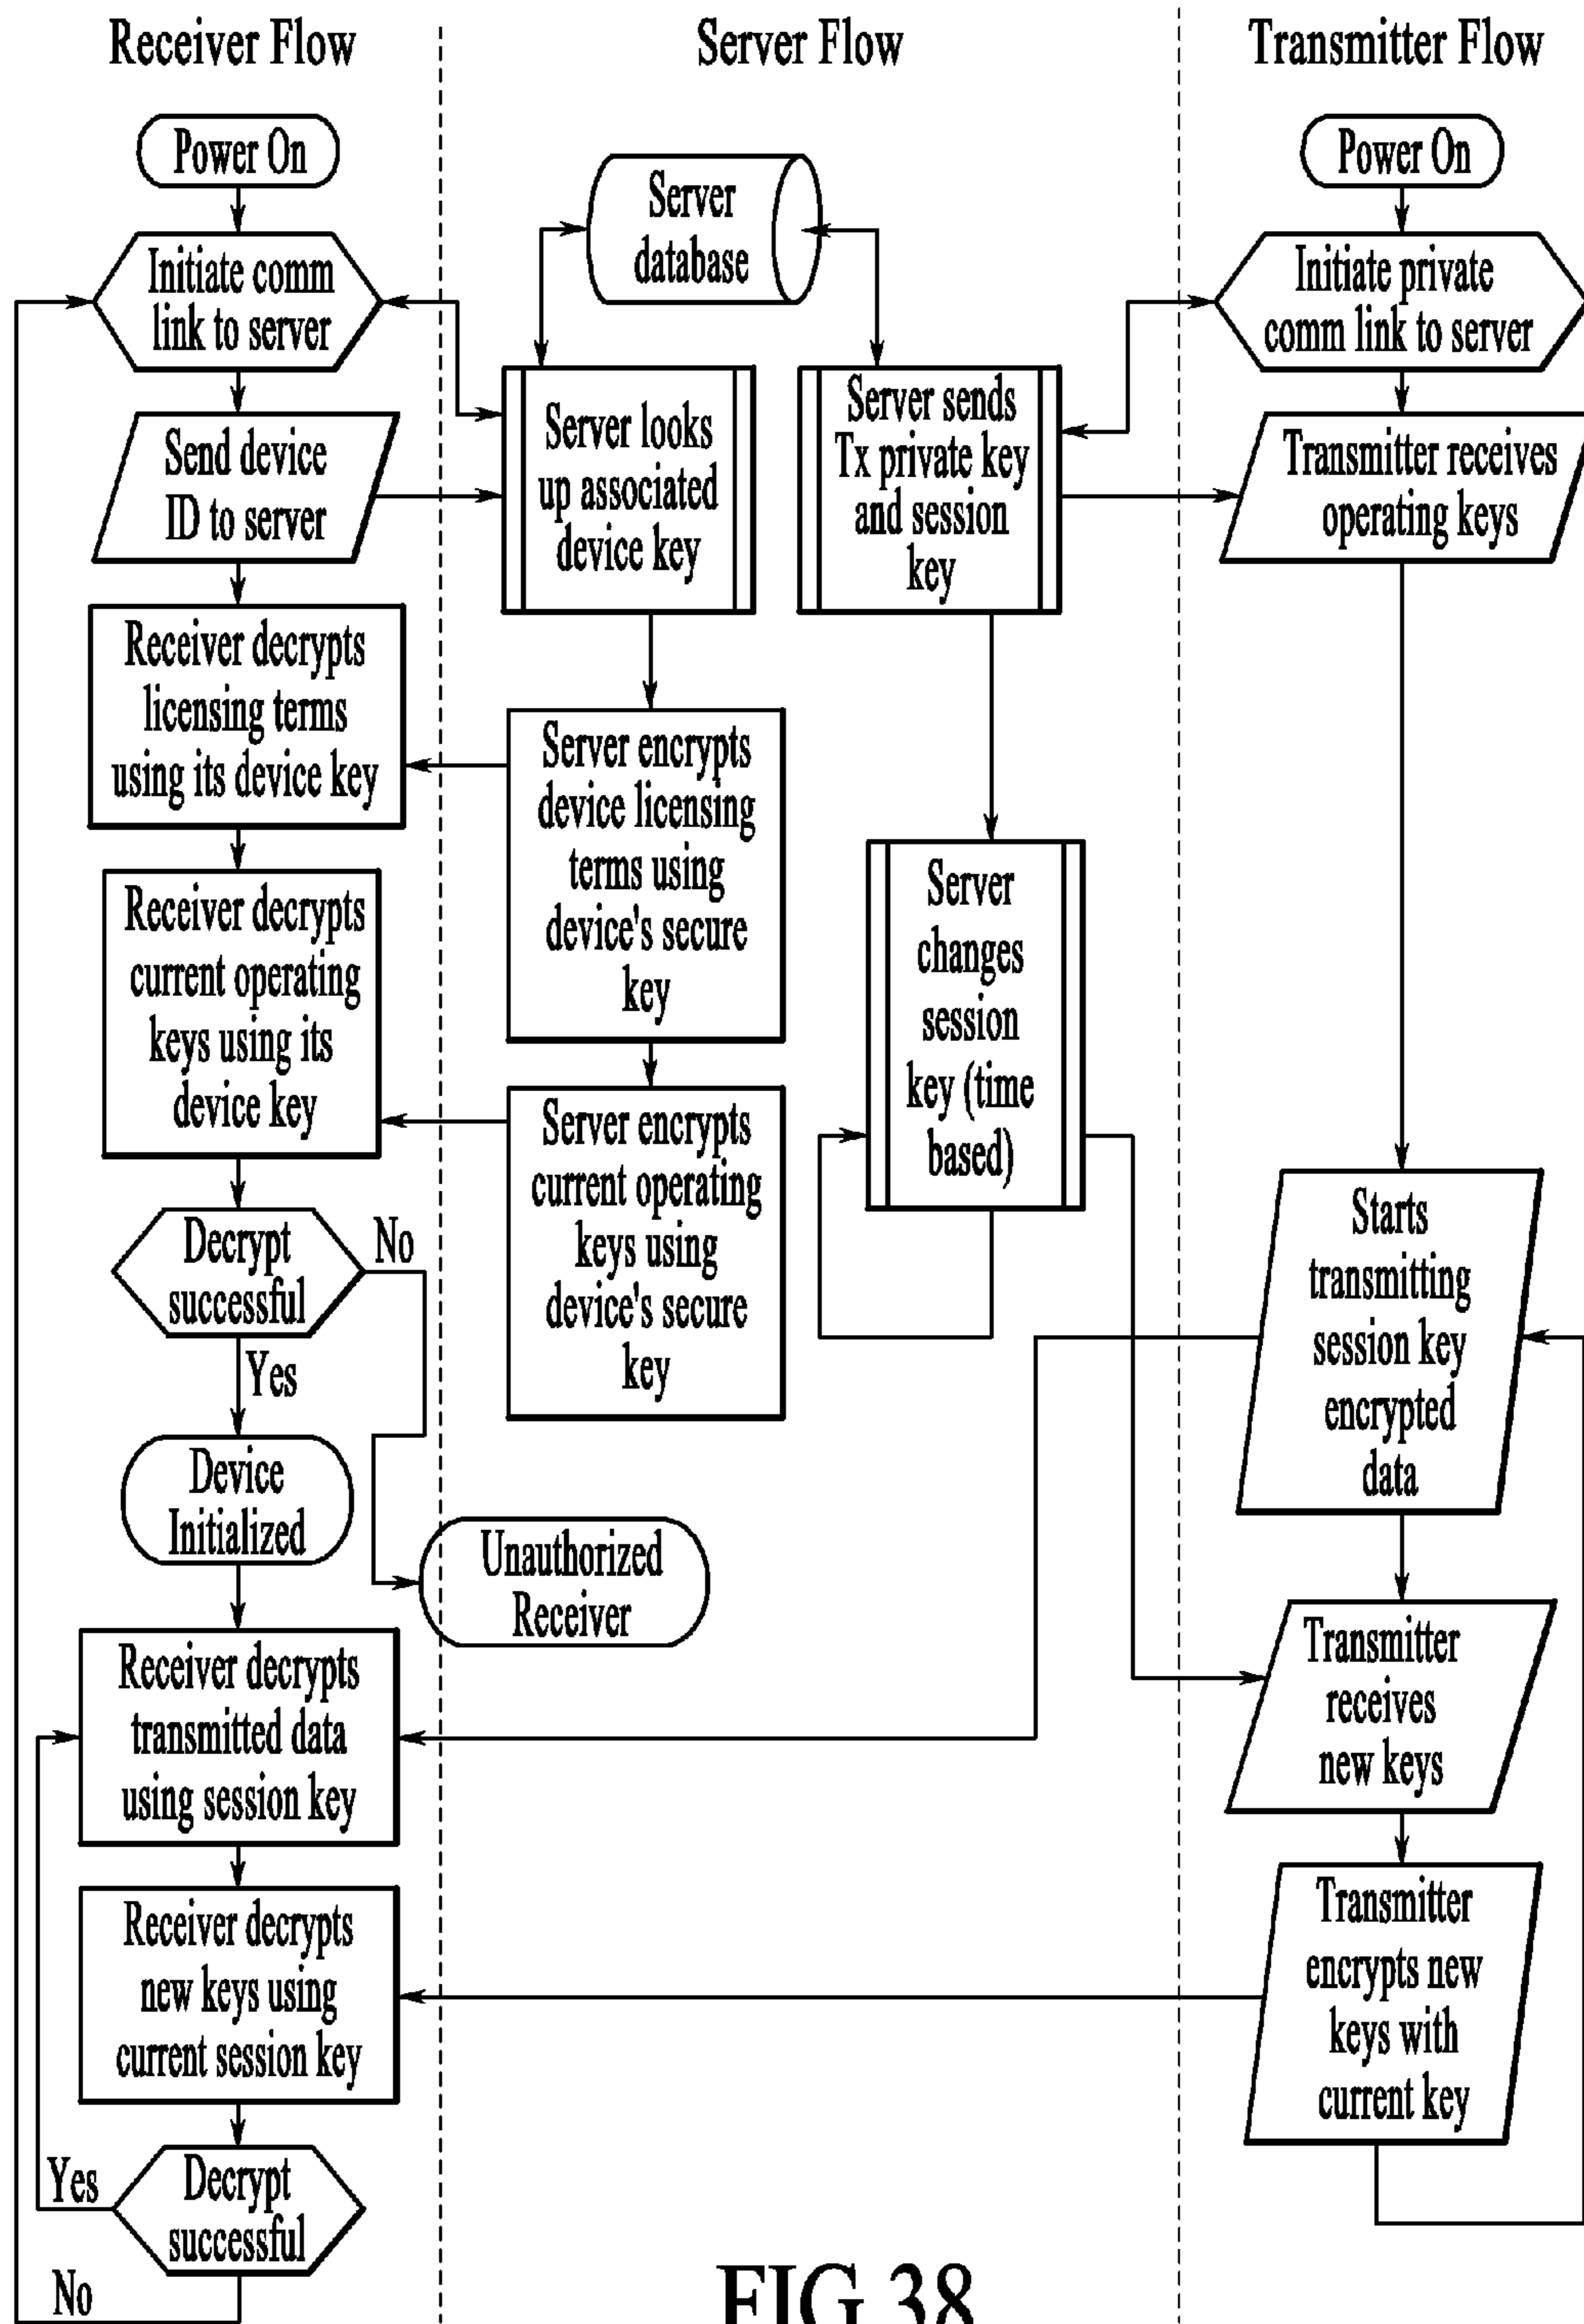 Receiver Flow
Server Flow
Transmitter Flow
Power On
Initiate comm
link to server
Send device
ID to server
Receiver decrypts
licensing terms
using its device key
Receiver decrypts
current operating
keys using its
device key
Decrypt
successful
No
Yes
Device
Initialized
Unauthorized
Receiver
Receiver decrypts
transmitted data
using session key
Receiver decrypts
new keys using
current session key
Decrypt
successful
Yes
No
Server
database
Server looks
up associated
device key
Server encrypts
device licensing
terms using
device's secure
key
Server encrypts
current operating
keys using
device's secure
key
Server sends
Tx private key
and session
key
Server
changes
session
key (time
based)
Power On
Initiate private
comm link to server
Transmitter receives
operating keys
Starts
transmitting
session key
encrypted
data
Transmitter
receives
new keys
Transmitter
encrypts new
keys with
current key
FIG 38